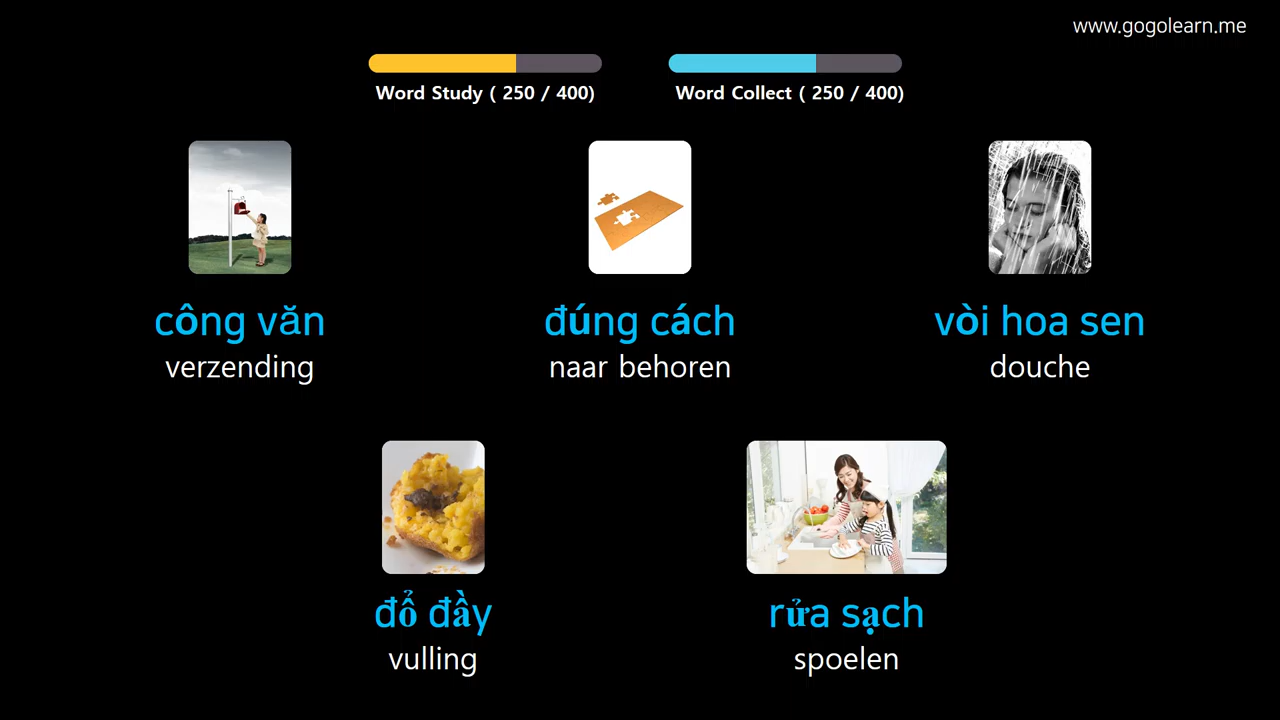 www.gogolearn.me
Word Study ( 250 / 400)
Word Collect ( 250 / 400)
công văn
verzending
đúng cách
naar behoren
vòi hoa sen
douche
đổ đầy
vulling
rửa sạch
spoelen